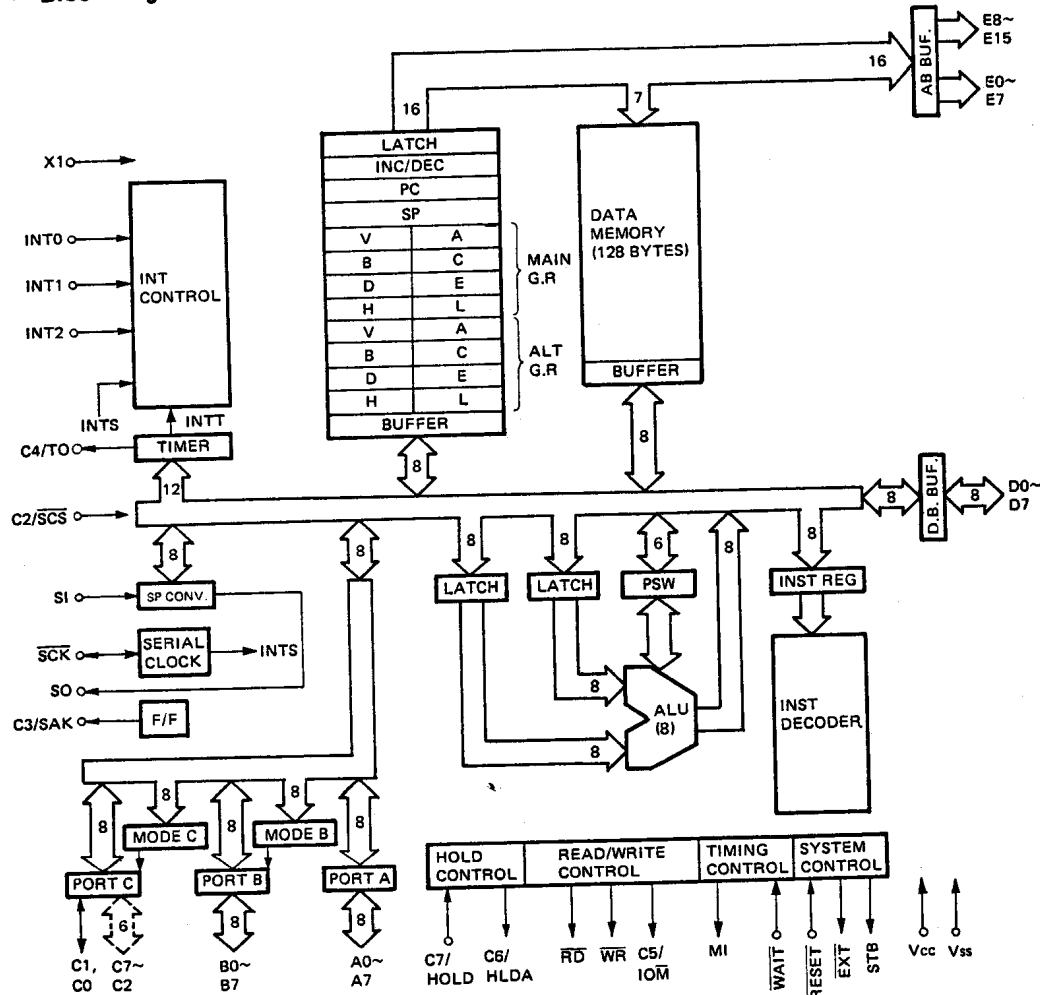 E8~
E15
AB BUF.
16
E0~
E7
16
7
LATCH
INC/DEC
PC
SP
V A
B C
D E
H L
V A
B C
D E
H L
BUFFER
MAIN
G.R
ALT
G.R
DATA
MEMORY
(128 BYTES)
BUFFER
X1
INT0
INT1
INT2
INT
CONTROL
INTS
INTT
C4/TO
TIMER
12
8
8
C2/SCS
D.B. BUF.
8
8
D0~
D7
8
8
8
8
6
8
8
SI
SP CONV.
LATCH
LATCH
PSW
INST REG
SCK
SERIAL
CLOCK
INTS
SO
C3/SAK
F/F
8
8
ALU
(8)
INST
DECODER
8
8
8
8
8
MODE C
MODE B
PORT C
PORT B
PORT A
6
8
8
C1,
C0
C7~
C2
B0~
B7
A0~
A7
HOLD
CONTROL
READ/WRITE
CONTROL
TIMING
CONTROL
SYSTEM
CONTROL
C7/
HOLD
C6/
HLDA
RD
WR
C5/
IOM
MI
WAIT
RESET
EXT
STB
Vcc
Vss